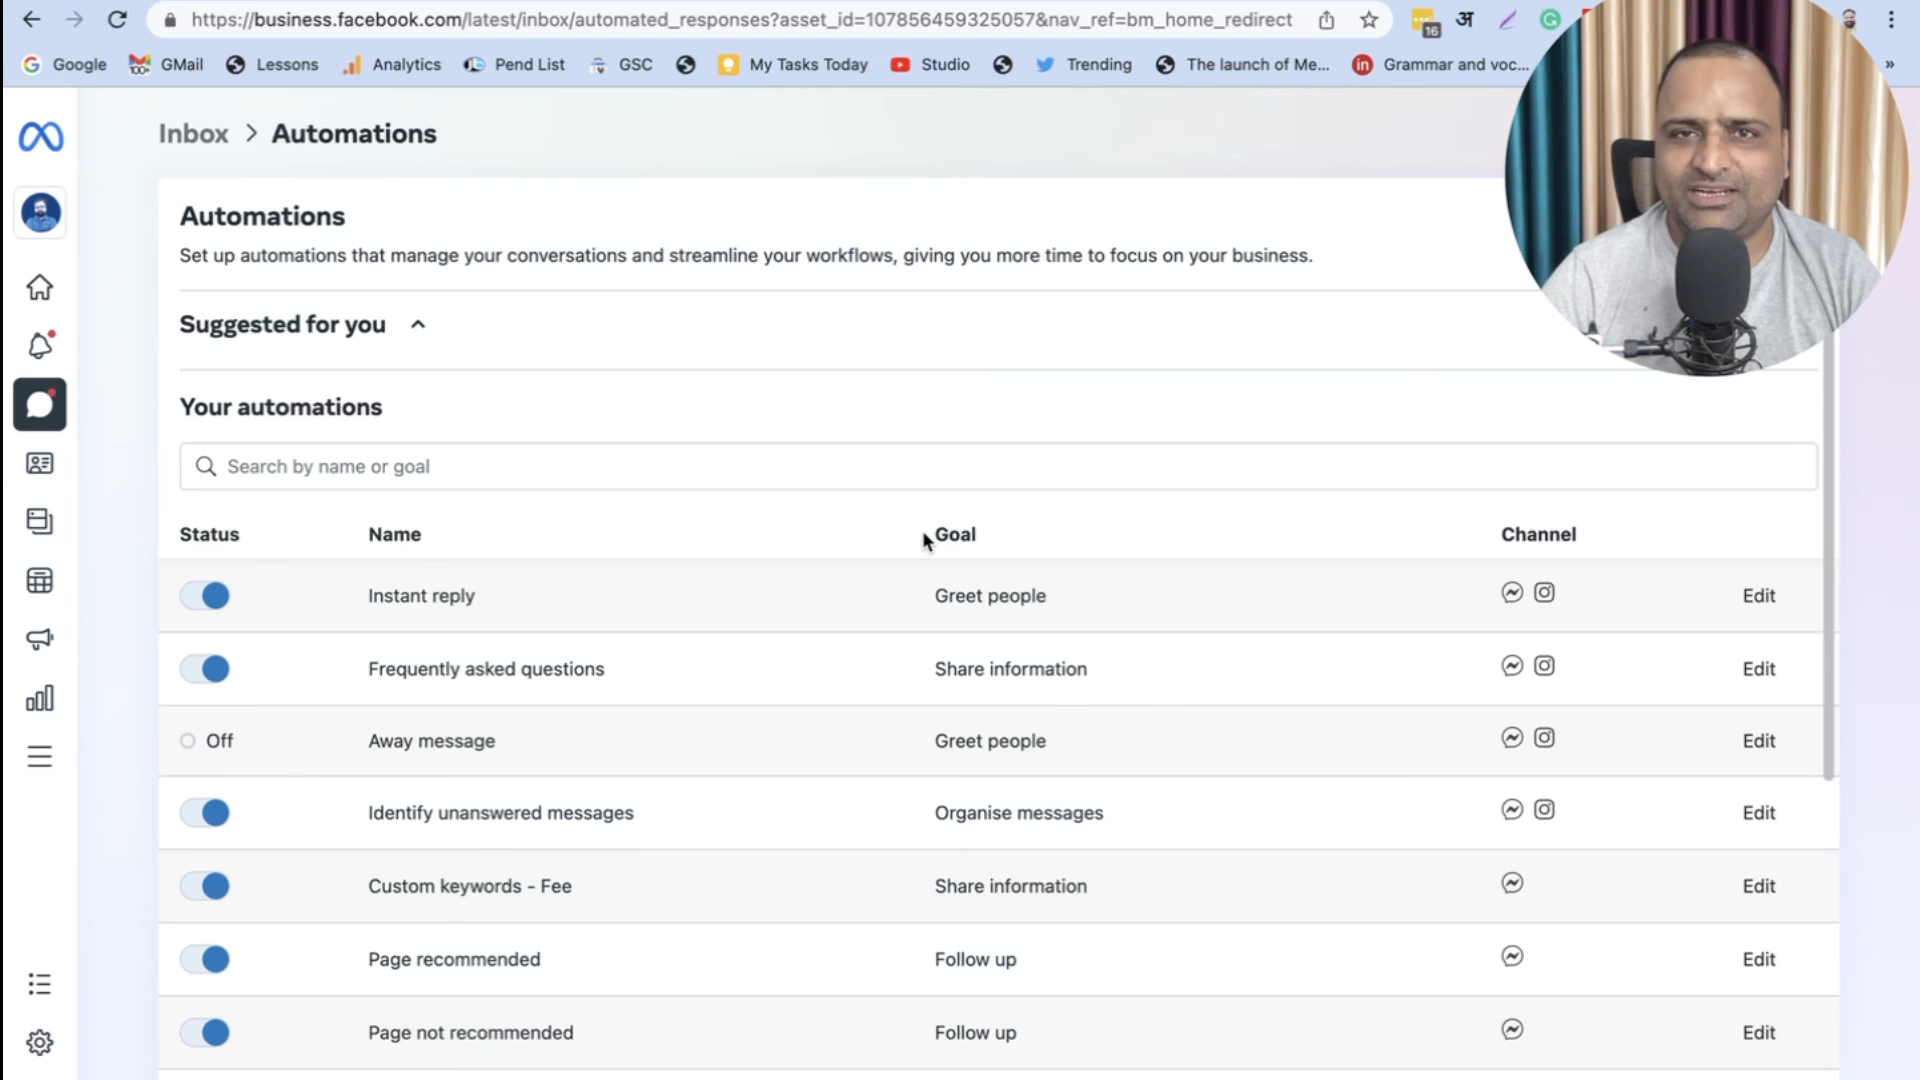 https://business.facebook.com/latest/inbox/automated_responses?asset_id=107856459325057&nav_ref=bm_home_redirect
16
अ
G
Google
100+
GMail
Lessons
Analytics
Pend List
GSC
My Tasks Today
Studio
Trending
The launch of Me...
in
Grammar and voc...
»
Inbox > Automations
Automations
Set up automations that manage your conversations and streamline your workflows, giving you more time to focus on your business.
Suggested for you
Your automations
Search by name or goal
Status Name Goal Channel
Instant reply Greet people Edit
Frequently asked questions Share information Edit
Off Away message Greet people Edit
Identify unanswered messages Organise messages Edit
Custom keywords - Fee Share information Edit
Page recommended Follow up Edit
Page not recommended Follow up Edit